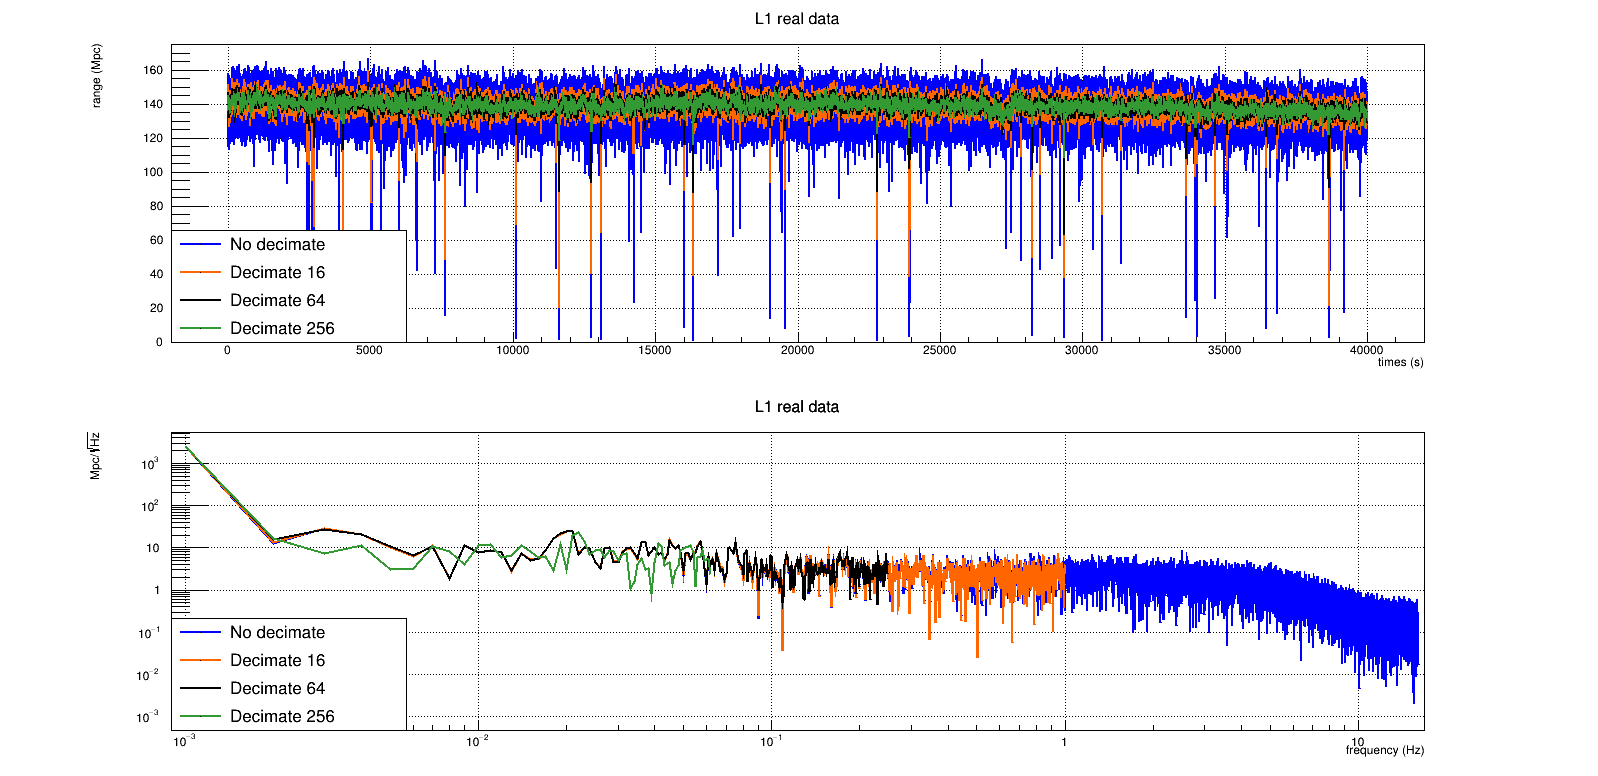 L1 real data
range (Mpc)
160
140
120
100
80
60
40
20
0
No decimate
Decimate 16
Decimate 64
Decimate 256
0 5000 10000 15000 20000 25000 30000 35000 40000
times (s)
L1 real data
Mpc/√Hz
10³
10²
10
1
10⁻¹
10⁻²
10⁻³
No decimate
Decimate 16
Decimate 64
Decimate 256
10⁻³ 10⁻² 10⁻¹ 1 10
frequency (Hz)